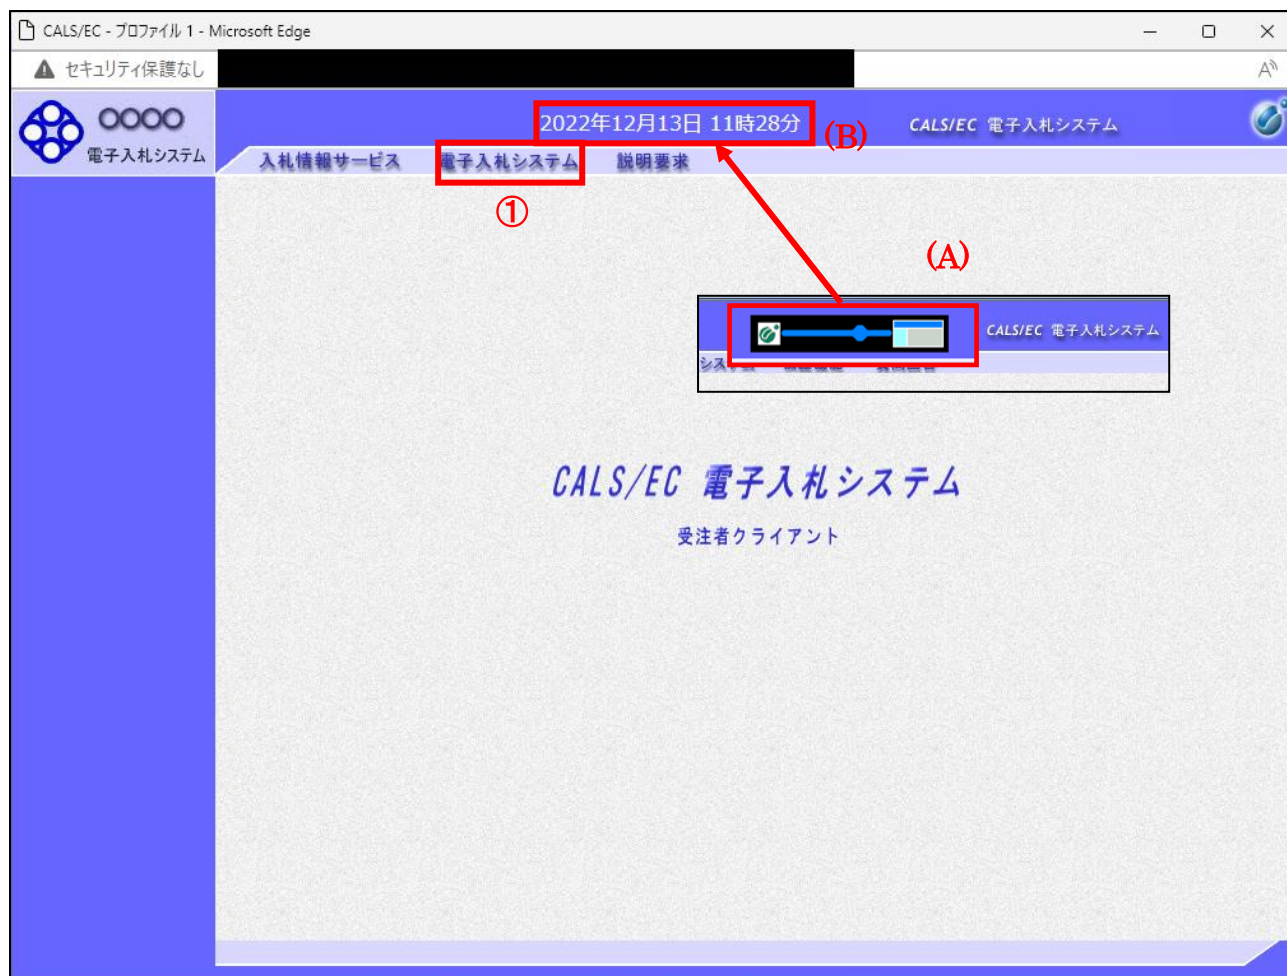 CALS/EC - プロファイル 1 - Microsoft Edge
セキュリティ保護なし
〇〇〇〇
電子入札システム
2022年12月13日 11時28分
(B)
CALS/EC 電子入札システム
入札情報サービス 電子入札システム 説明要求
①
(A)
CALS/EC 電子入札システム
CALS/EC 電子入札システム
受注者クライアント